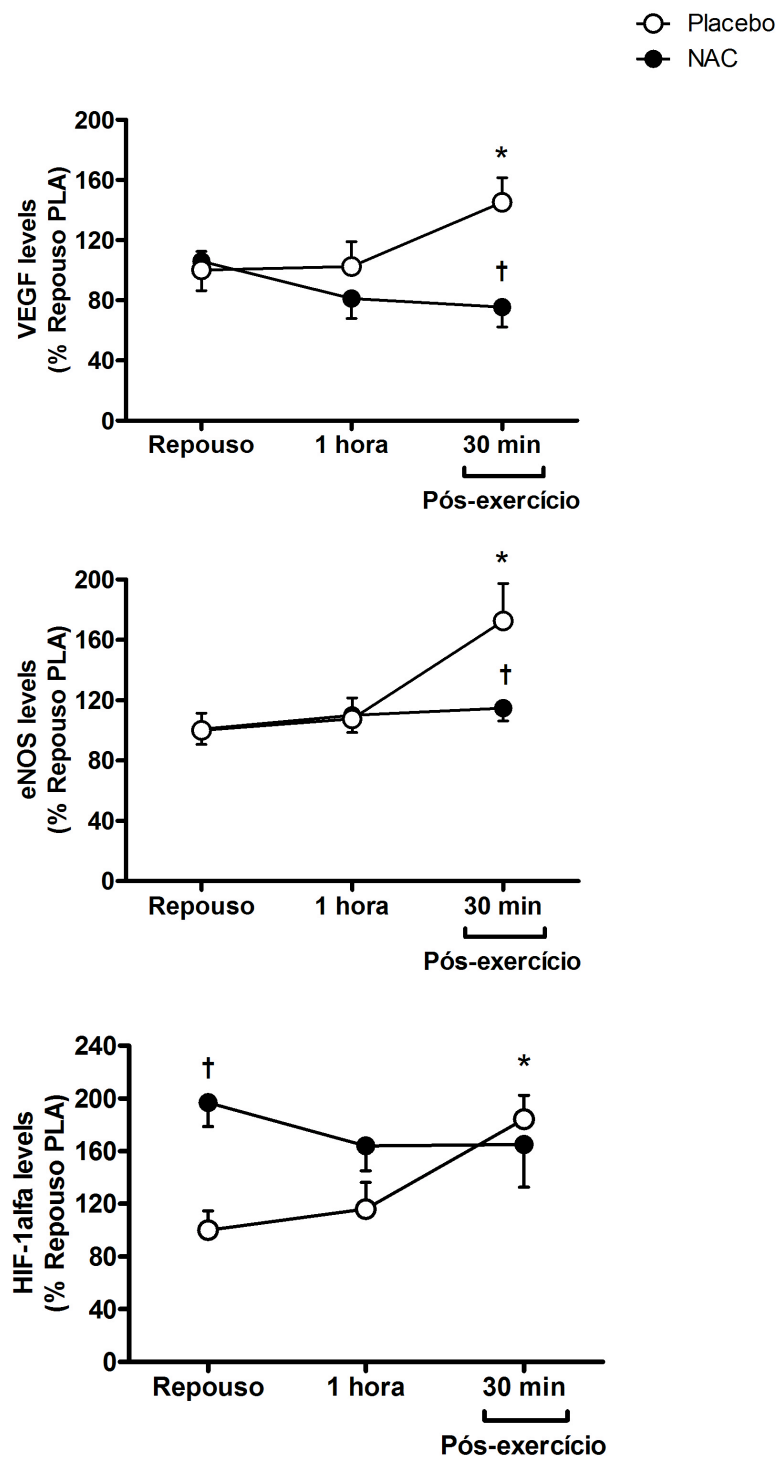 Placebo
NAC
VEGF levels
(% Repouso PLA)
200
160
120
80
40
0
*
†
Repouso
1 hora
30 min
Pós-exercício
eNOS levels
(% Repouso PLA)
200
160
120
80
40
0
*
†
Repouso
1 hora
30 min
Pós-exercício
HIF-1alfa levels
(% Repouso PLA)
240
200
160
120
80
40
0
†
*
Repouso
1 hora
30 min
Pós-exercício